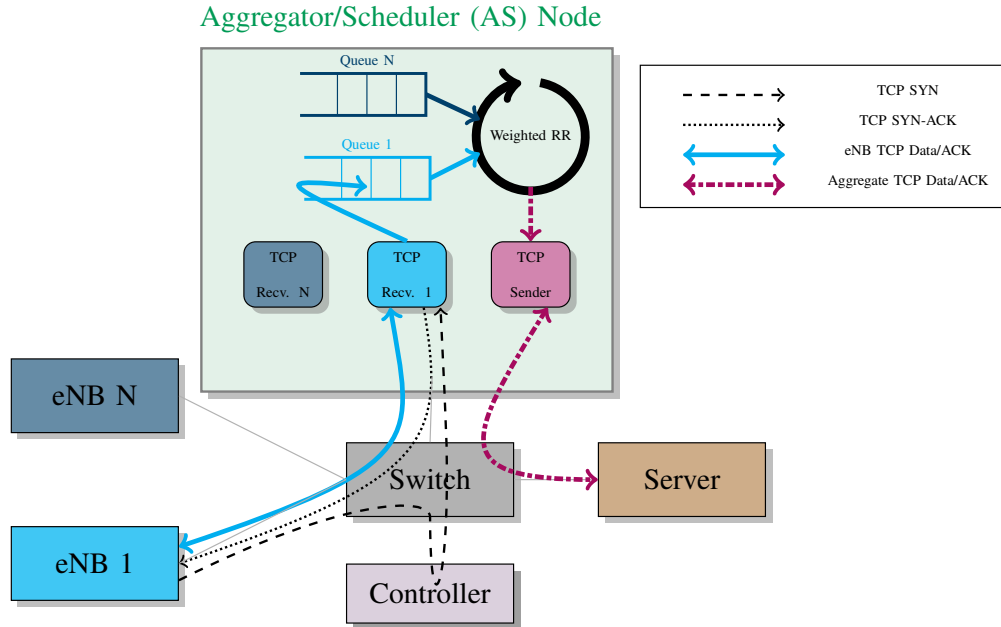 Aggregator/Scheduler (AS) Node
Queue N
Weighted RR
Queue 1
TCP
Recv. N
TCP
Recv. 1
TCP
Sender
TCP SYN
TCP SYN-ACK
eNB TCP Data/ACK
Aggregate TCP Data/ACK
eNB N
Switch
Server
eNB 1
Controller